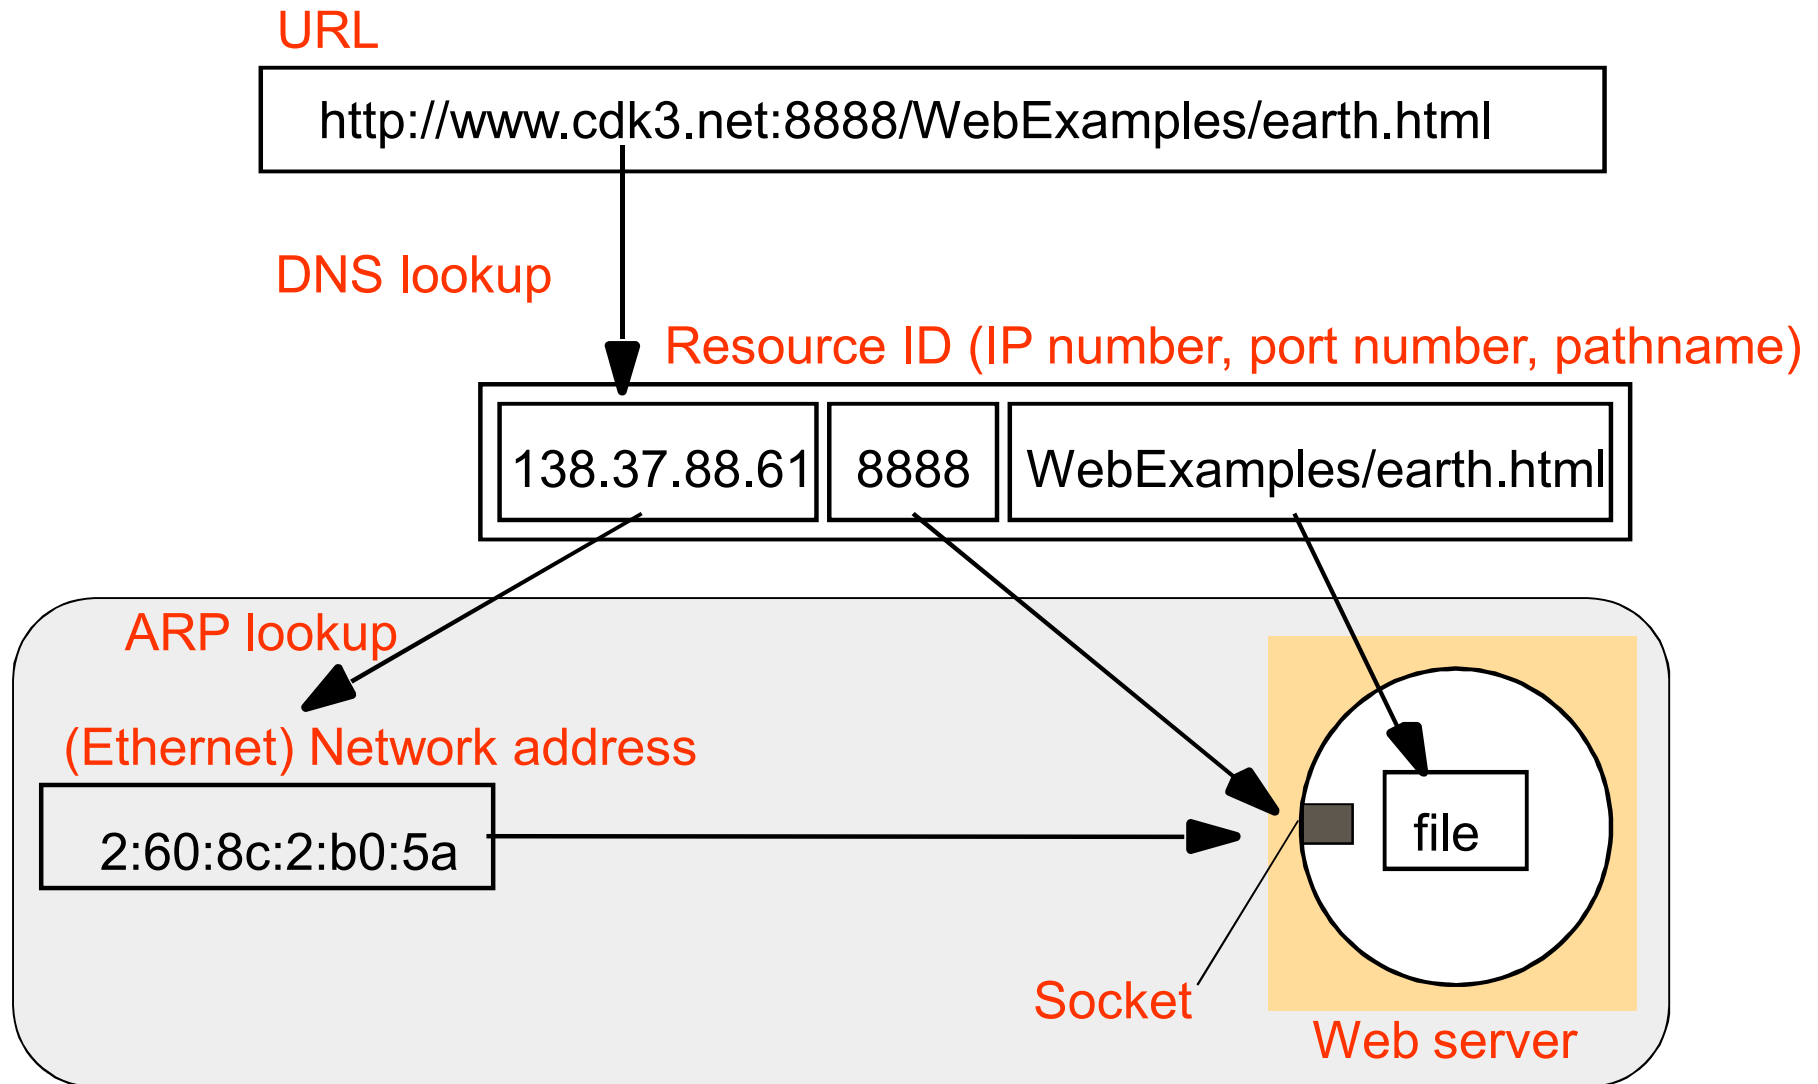 URL
http://www.cdk3.net:8888/WebExamples/earth.html
DNS lookup
Resource ID (IP number, port number, pathname)
138.37.88.61
8888
WebExamples/earth.html
ARP lookup
(Ethernet) Network address
2:60:8c:2:b0:5a
file
Socket
Web server